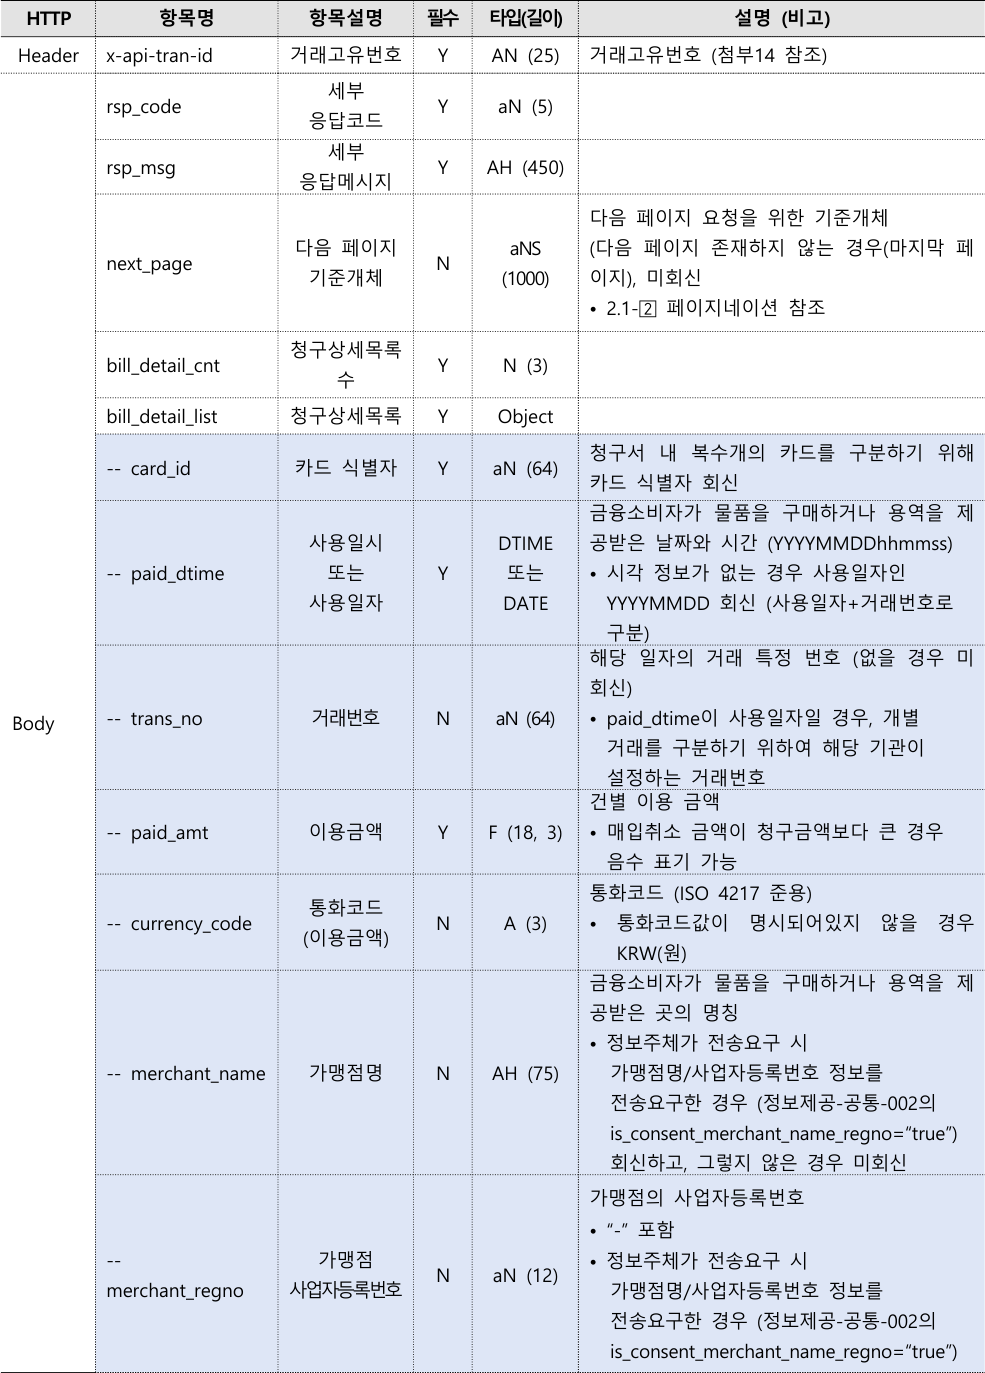 HTTP 항목명 항목설명 필수 타입(길이) 설명 (비고)
Header x-api-tran-id 거래고유번호 Y AN (25) 거래고유번호 (첨부14 참조)
Body
rsp_code
세부
응답코드
Y
aN (5)
rsp_msg
세부
응답메시지
Y
AH (450)
next_page
다음 페이지
기준개체
N
aNS
(1000)
다음 페이지 요청을 위한 기준개체
(다음 페이지 존재하지 않는 경우(마지막 페
이지), 미회신
• 2.1-2 페이지네이션 참조
bill_detail_cnt
청구상세목록
수
Y
N (3)
bill_detail_list 청구상세목록 Y Object
-- card_id
카드 식별자
Y
aN (64)
청구서 내 복수개의 카드를 구분하기 위해
카드 식별자 회신
-- paid_dtime
사용일시
또는
사용일자
Y
DTIME
또는
DATE
금융소비자가 물품을 구매하거나 용역을 제
공받은 날짜와 시간 (YYYYMMDDhhmmss)
• 시각 정보가 없는 경우 사용일자인
YYYYMMDD 회신 (사용일자+거래번호로
구분)
-- trans_no
거래번호
N
aN (64)
해당 일자의 거래 특정 번호 (없을 경우 미
회신)
• paid_dtime이 사용일자일 경우, 개별
거래를 구분하기 위하여 해당 기관이
설정하는 거래번호
-- paid_amt
이용금액
Y
F (18, 3)
건별 이용 금액
• 매입취소 금액이 청구금액보다 큰 경우
음수 표기 가능
-- currency_code
통화코드
(이용금액)
N
A (3)
통화코드 (ISO 4217 준용)
• 통화코드값이 명시되어있지 않을 경우
KRW(원)
-- merchant_name
가맹점명
N
AH (75)
금융소비자가 물품을 구매하거나 용역을 제
공받은 곳의 명칭
• 정보주체가 전송요구 시
가맹점명/사업자등록번호 정보를
전송요구한 경우 (정보제공-공통-002의
is_consent_merchant_name_regno=“true”)
회신하고, 그렇지 않은 경우 미회신
--
merchant_regno
가맹점
사업자등록번호
N
aN (12)
가맹점의 사업자등록번호
• “-” 포함
• 정보주체가 전송요구 시
가맹점명/사업자등록번호 정보를
전송요구한 경우 (정보제공-공통-002의
is_consent_merchant_name_regno=“true”)